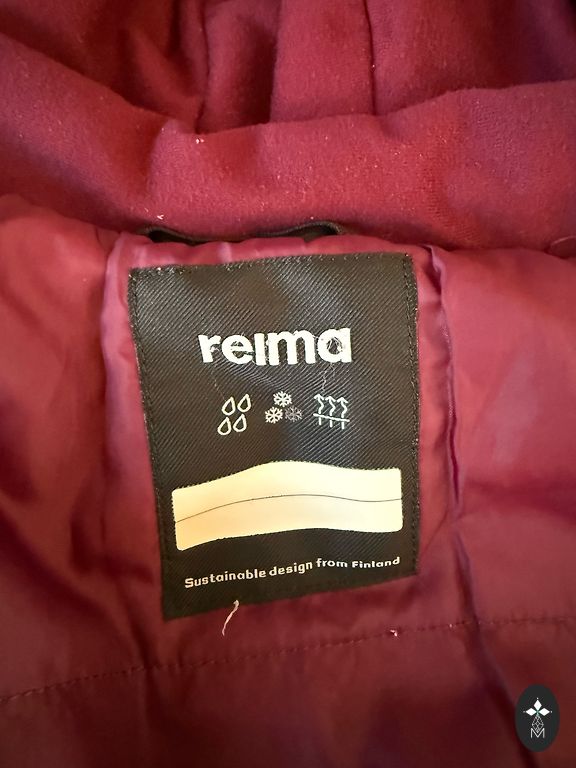 reima
Sustainable design from Finland
M